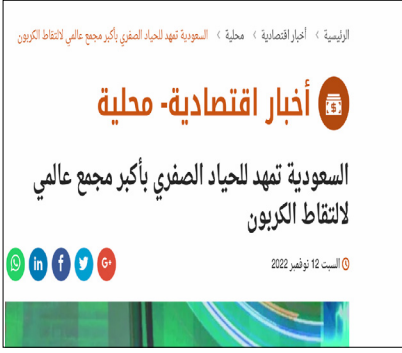 الرئيسية > أخبار اقتصادية > محلية > السعودية تمهد للحياد الصفري بأكبر مجمع عالمي لالتقاط الكربون
أخبار اقتصادية- محلية
السعودية تمهد للحياد الصفري بأكبر مجمع عالمي
لالتقاط الكربون
السبت 12 نوفمبر 2022
G+
f
in